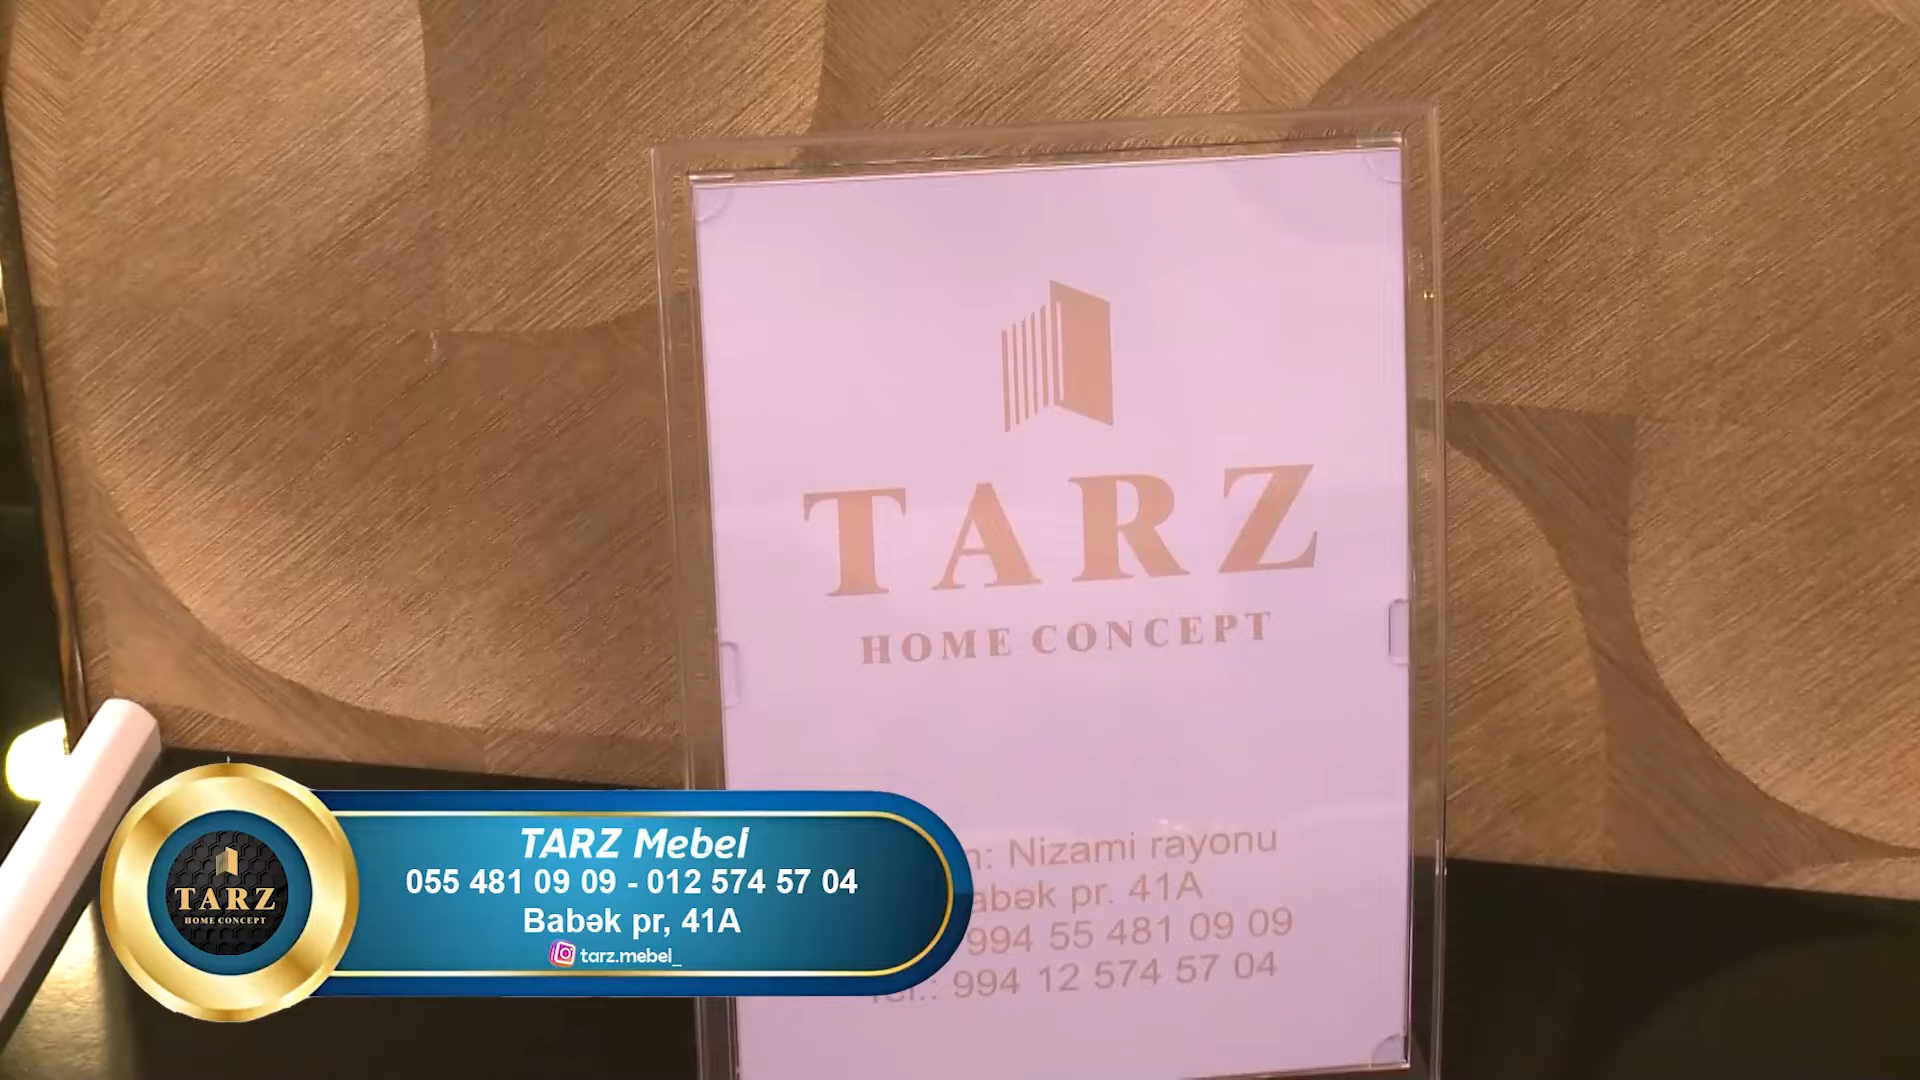 TARZ
HOME CONCEPT
Nizami rayonu
pr. 41A
994 55 481 09 09
994 12 574 57 04
TARZ Mebel
055 481 09 09 - 012 574 57 04
Babək pr, 41A
tarz.mebel_
TARZ
HOME CONCEPT